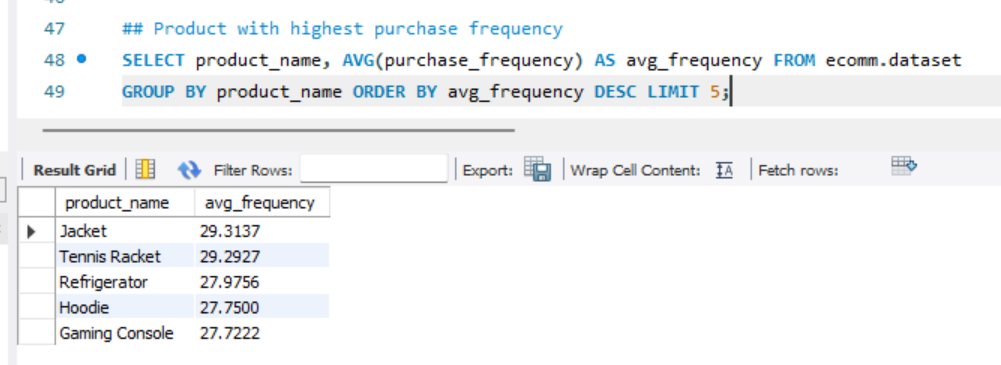 47 ## Product with highest purchase frequency
48 SELECT product_name, AVG(purchase_frequency) AS avg_frequency FROM ecomm.dataset
49 GROUP BY product_name ORDER BY avg_frequency DESC LIMIT 5;
Result Grid Filter Rows: Export: Wrap Cell Content: Fetch rows:
product_name avg_frequency
Jacket 29.3137
Tennis Racket 29.2927
Refrigerator 27.9756
Hoodie 27.7500
Gaming Console 27.7222